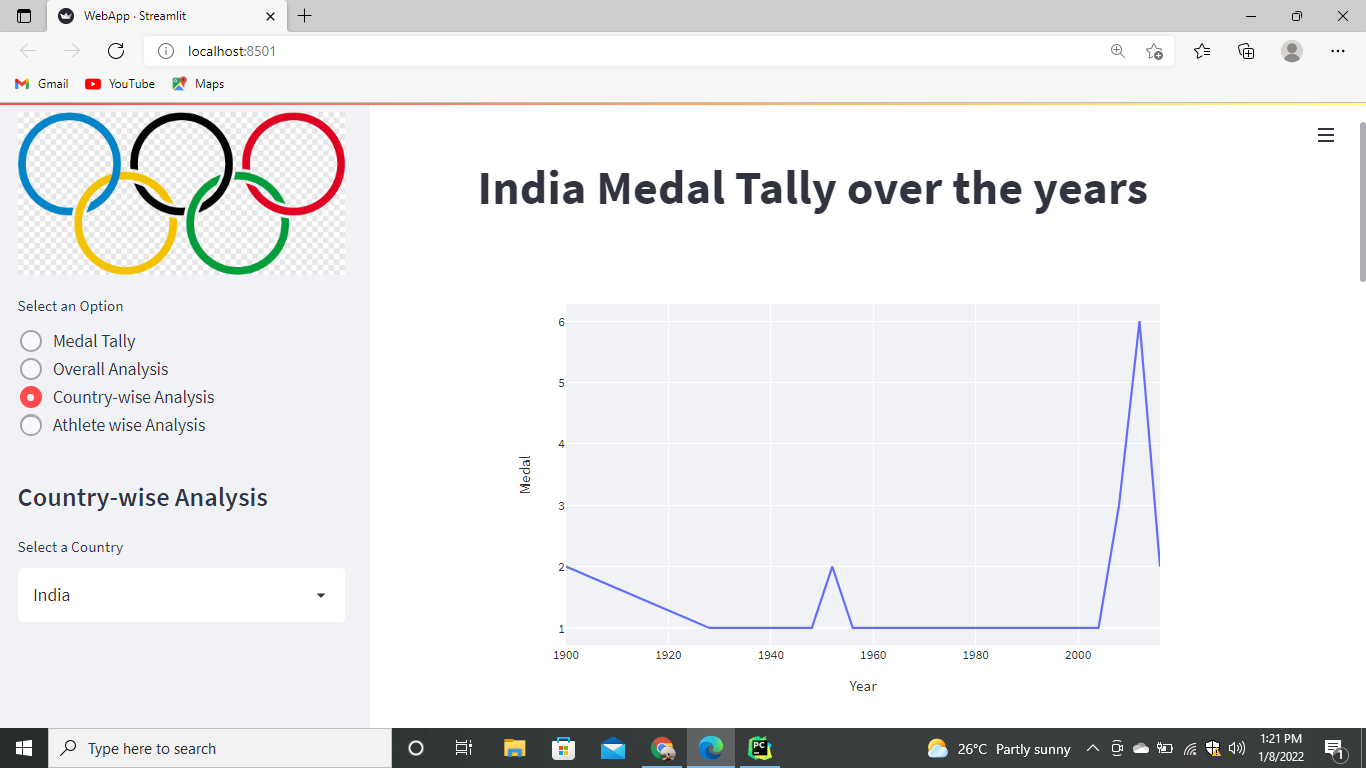 WebApp · Streamlit
localhost:8501
Gmail
YouTube
Maps
Select an Option
Medal Tally
Overall Analysis
Country-wise Analysis
Athlete wise Analysis
Country-wise Analysis
Select a Country
India
India Medal Tally over the years
6
5
4
3
2
1
Medal
1900
1920
1940
1960
1980
2000
Year
Type here to search
PC
26°C Partly sunny
1:21 PM
1/8/2022
1